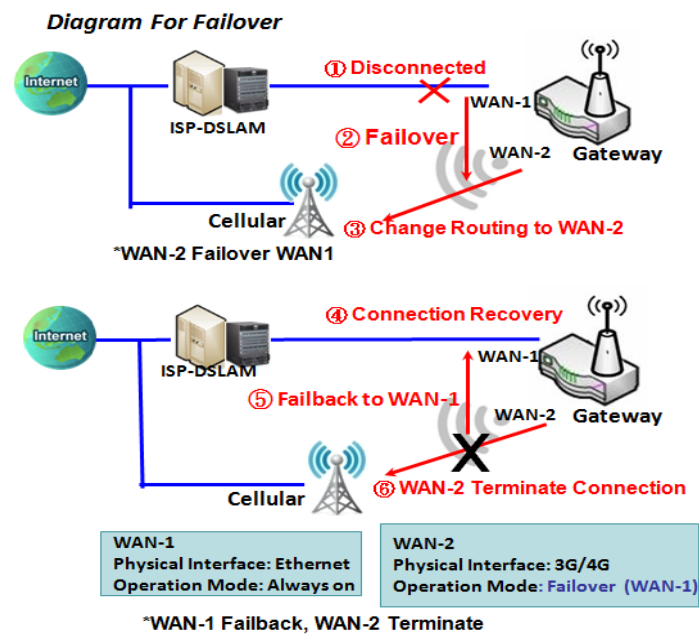 Diagram For Failover
Internet
ISP-DSLAM
① Disconnected
WAN-1
② Failover
WAN-2
Gateway
Cellular
③ Change Routing to WAN-2
*WAN-2 Failover WAN1
Internet
ISP-DSLAM
④ Connection Recovery
WAN-1
⑤ Failback to WAN-1
WAN-2
Gateway
Cellular
⑥ WAN-2 Terminate Connection
WAN-1
Physical Interface: Ethernet
Operation Mode: Always on
WAN-2
Physical Interface: 3G/4G
Operation Mode: Failover (WAN-1)
*WAN-1 Failback, WAN-2 Terminate